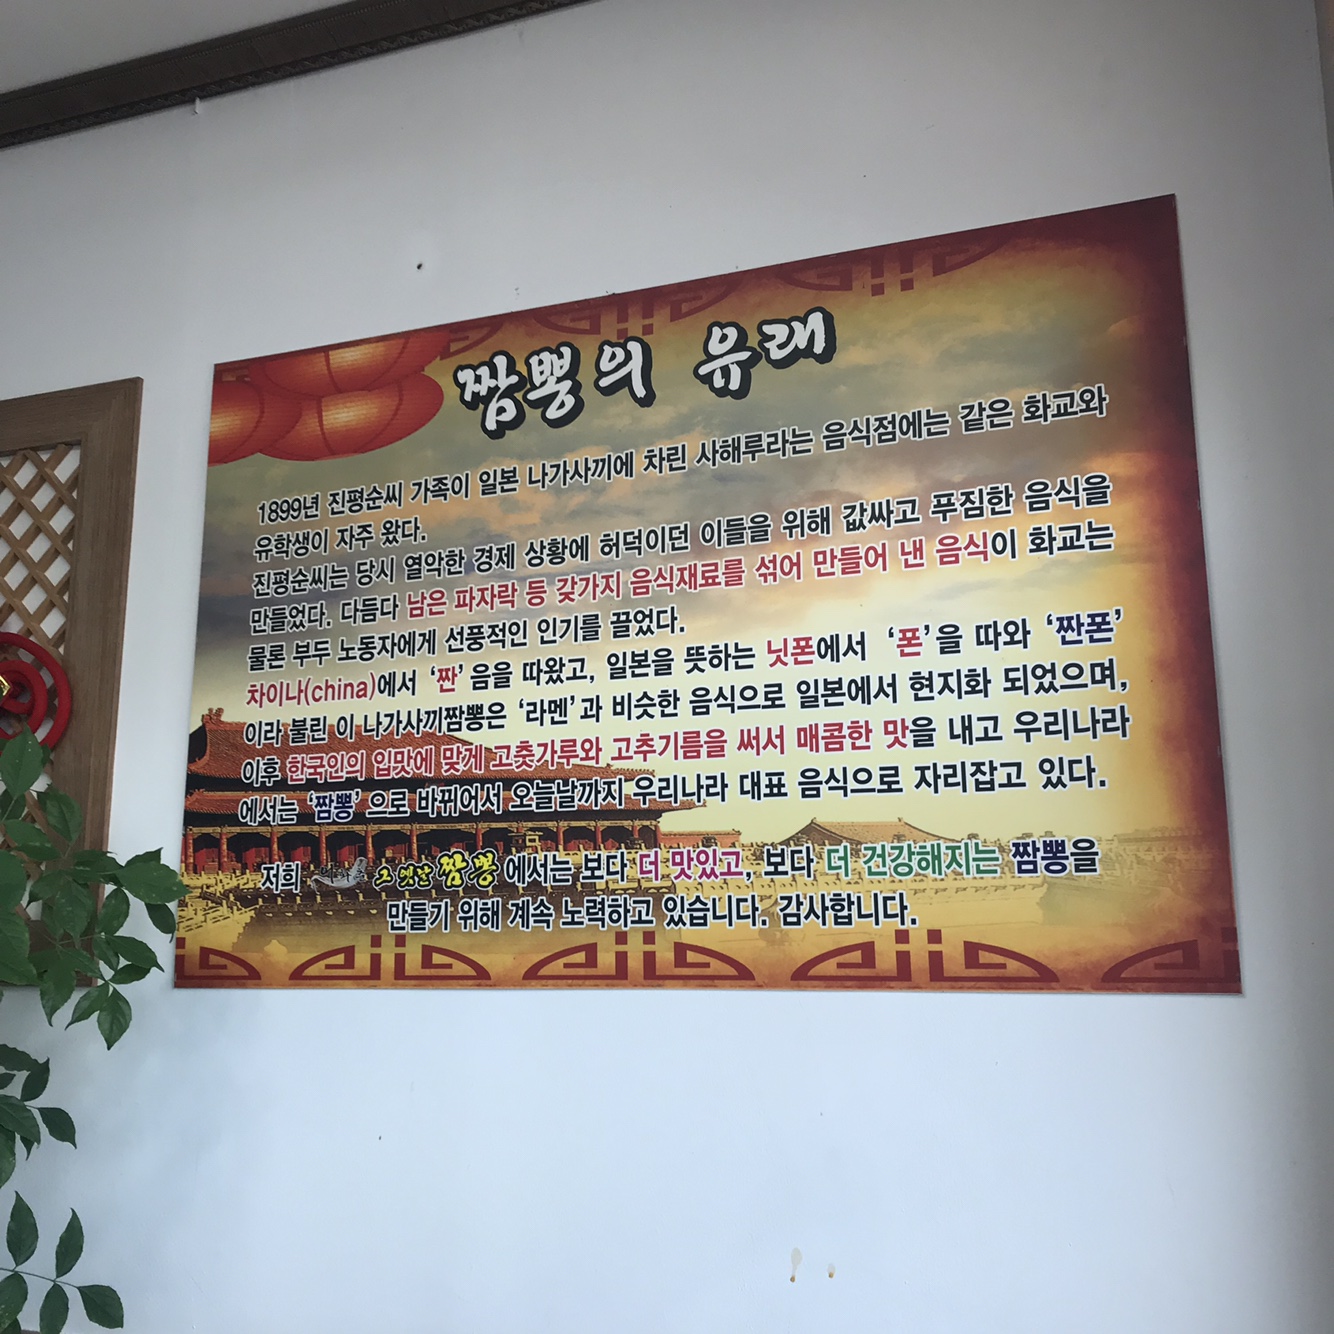 짬뽕의 유래
1899년 진평순씨 가족이 일본 나가사끼에 차린 사해루라는 음식점에는 같은 화교와
유학생이 자주 왔다.
진평순씨는 당시 열악한 경제 상황에 허덕이던 이들을 위해 값싸고 푸짐한 음식을
만들었다. 다듬다 남은 파자락 등 갖가지 음식재료를 섞어 만들어 낸 음식이 화교는
물론 부두 노동자에게 선풍적인 인기를 끌었다.
차이나(china)에서 ‘짠’ 음을 따왔고, 일본을 뜻하는 닛폰에서 ‘폰’을 따와 ‘짠폰’
이라 불린 이 나가사끼짬뽕은 ‘라멘’과 비슷한 음식으로 일본에서 현지화 되었으며,
이후 한국인의 입맛에 맞게 고춧가루와 고추기름을 써서 매콤한 맛을 내고 우리나라
에서는 ‘짬뽕’ 으로 바뀌어서 오늘날까지 우리나라 대표 음식으로 자리잡고 있다.
저희 그 옛날 짬뽕 에서는 보다 더 맛있고, 보다 더 건강해지는 짬뽕을
만들기 위해 계속 노력하고 있습니다. 감사합니다.